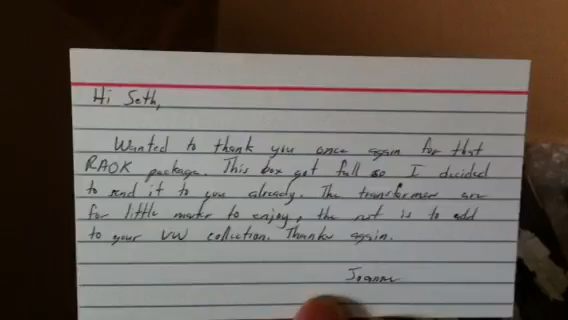 Hi Seth,
Wanted to thank you once again for that
RAOK package. This box got full so I decided
to send it to you already. The transformers are
for little to enjoy, the rest is to add
to your VW collection. Thanks again.
Joanne